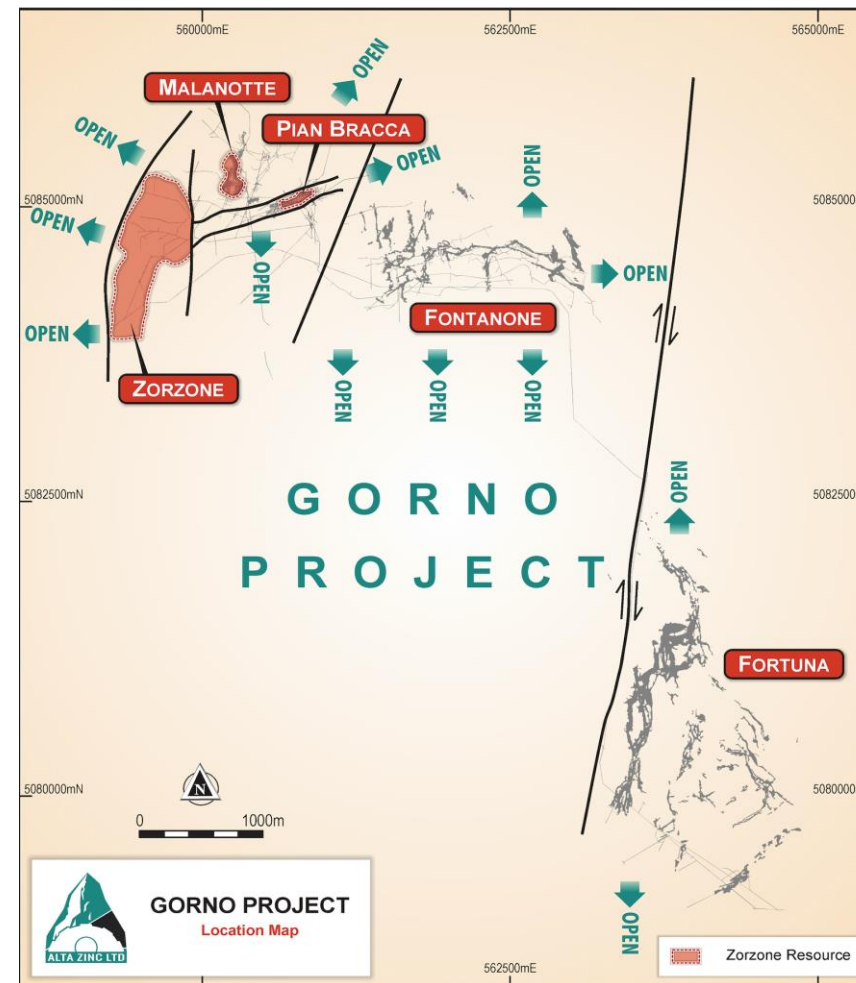 560000mE
562500mE
565000mE
OPEN
MALANOTTE
OPEN
PIAN BRACCA
OPEN
OPEN
5085000mN
5085000
OPEN
OPEN
OPEN
FONTANONE
OPEN
ZORZONE
OPEN
OPEN
OPEN
OPEN
5082500mN
5082500
GORNO
PROJECT
FORTUNA
5080000mN
5080000
N
0 1000m
OPEN
GORNO PROJECT
Location Map
ALTA ZINC LTD
Zorzone Resource
562500mE